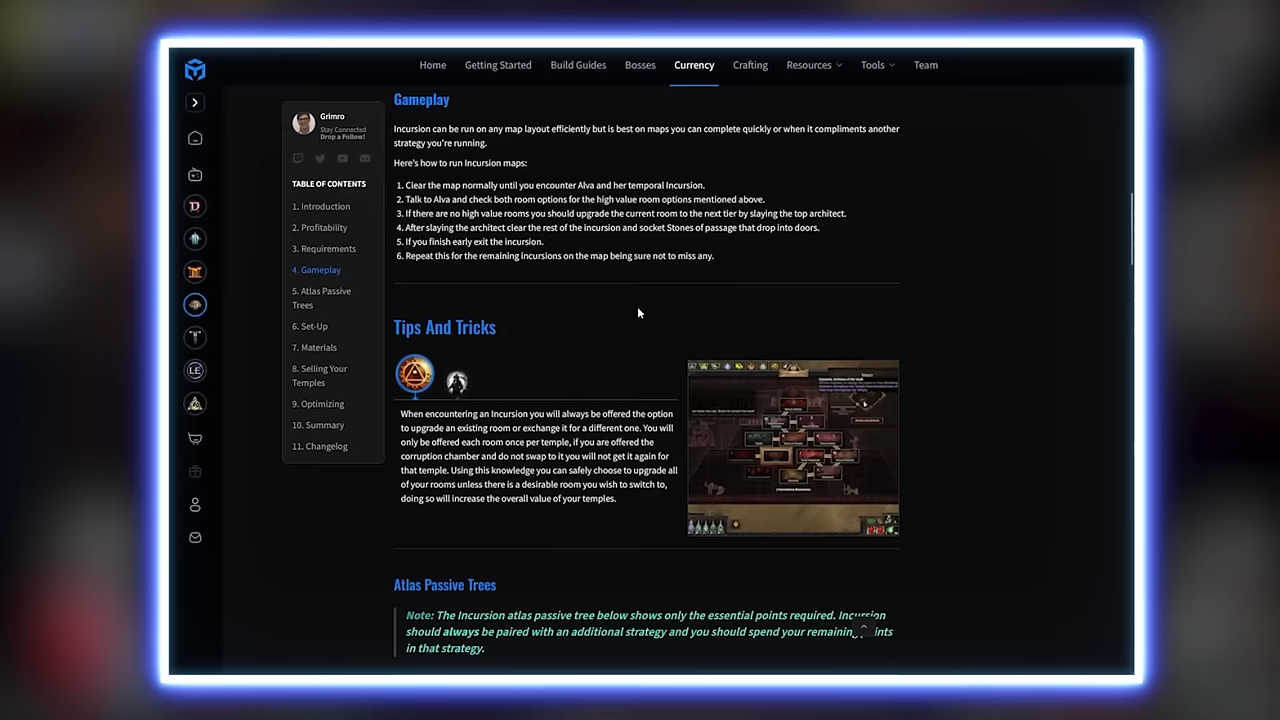 Home Getting Started Build Guides Bosses Currency Crafting Resources Tools Team
Grimro
Stay Connected
Drop a Follow!
TABLE OF CONTENTS
1. Introduction
2. Profitability
3. Requirements
4. Gameplay
5. Atlas Passive
Trees
6. Set-Up
7. Materials
8. Selling Your
Temples
9. Optimizing
10. Summary
11. Changelog
Gameplay
Incursion can be run on any map layout efficiently but is best on maps you can complete quickly or when it compliments another
strategy you're running.
Here's how to run Incursion maps:
1. Clear the map normally until you encounter Alva and her temporal Incursion.
2. Talk to Alva and check both room options for the high value room options mentioned above.
3. If there are no high value rooms you should upgrade the current room to the next tier by slaying the top architect.
4. After slaying the architect clear the rest of the incursion and socket Stones of passage that drop into doors.
5. If you finish early exit the incursion.
6. Repeat this for the remaining incursions on the map being sure not to miss any.
Tips And Tricks
When encountering an Incursion you will always be offered the option
to upgrade an existing room or exchange it for a different one. You will
only be offered each room once per temple, if you are offered the
corruption chamber and do not swap to it you will not get it again for
that temple. Using this knowledge you can safely choose to upgrade all
of your rooms unless there is a desirable room you wish to switch to,
doing so will increase the overall value of your temples.
Atlas Passive Trees
Note: The Incursion atlas passive tree below shows only the essential points required. Incursion
should always be paired with an additional strategy and you should spend your remaining points
in that strategy.
LE